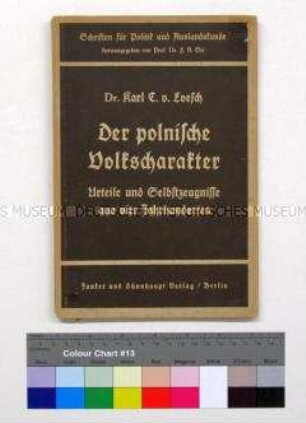 Schriften für Politik und Auslandskunde
herausgegeben von Prof. Dr. F. A. Six
Dr. Karl C. v. Loesch
Der polnische
Volkscharakter
Urteile und Selbstzeugnisse
aus vier Jahrhunderten
Junker und Dünnhaupt Verlag / Berlin
Colour Chart #13